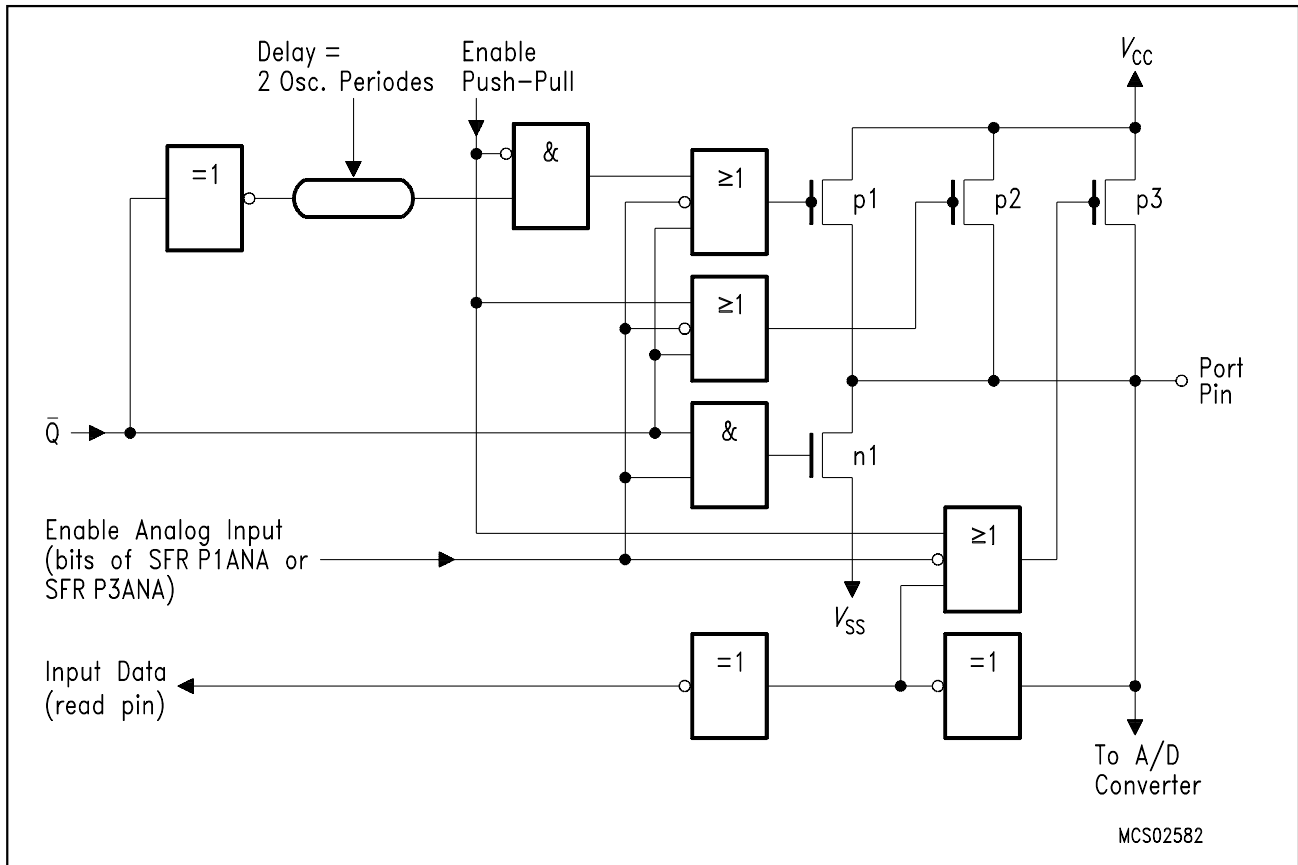 Delay =
2 Osc. Periodes
Enable
Push-Pull
V_CC
=1
&
≥1
p1
p2
p3
≥1
Port
Pin
Q̄
&
n1
Enable Analog Input
(bits of SFR P1ANA or
SFR P3ANA)
≥1
V_SS
Input Data
(read pin)
=1
=1
To A/D
Converter
MCS02582